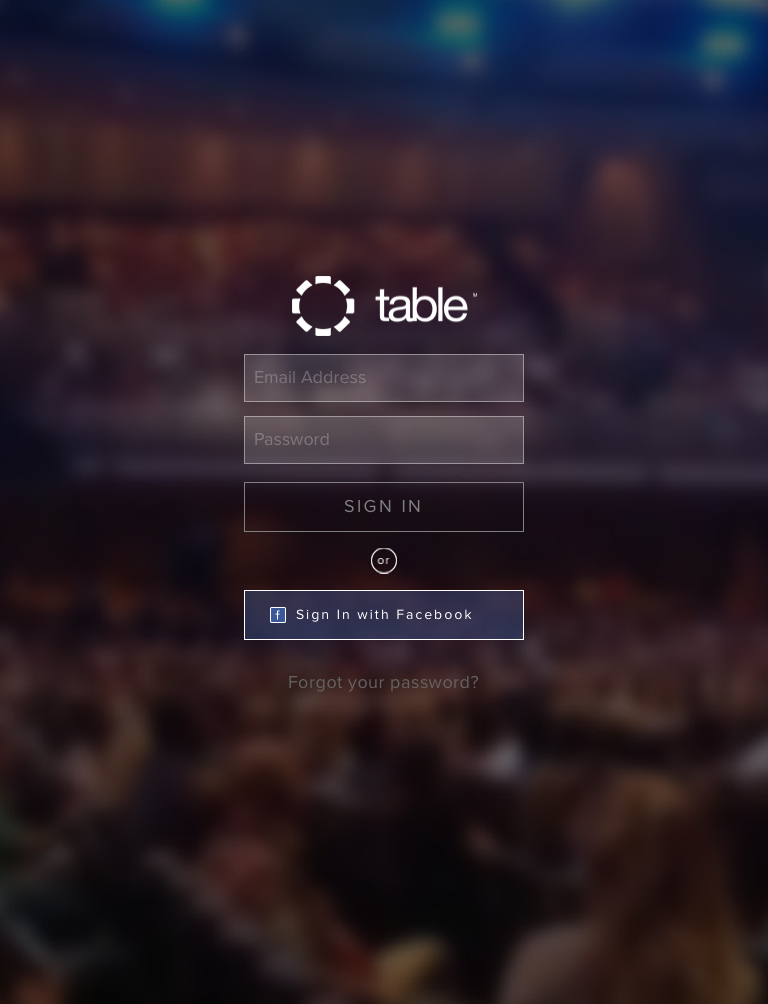 table
Email Address
Password
SIGN IN
or
f
Sign In with Facebook
Forgot your password?